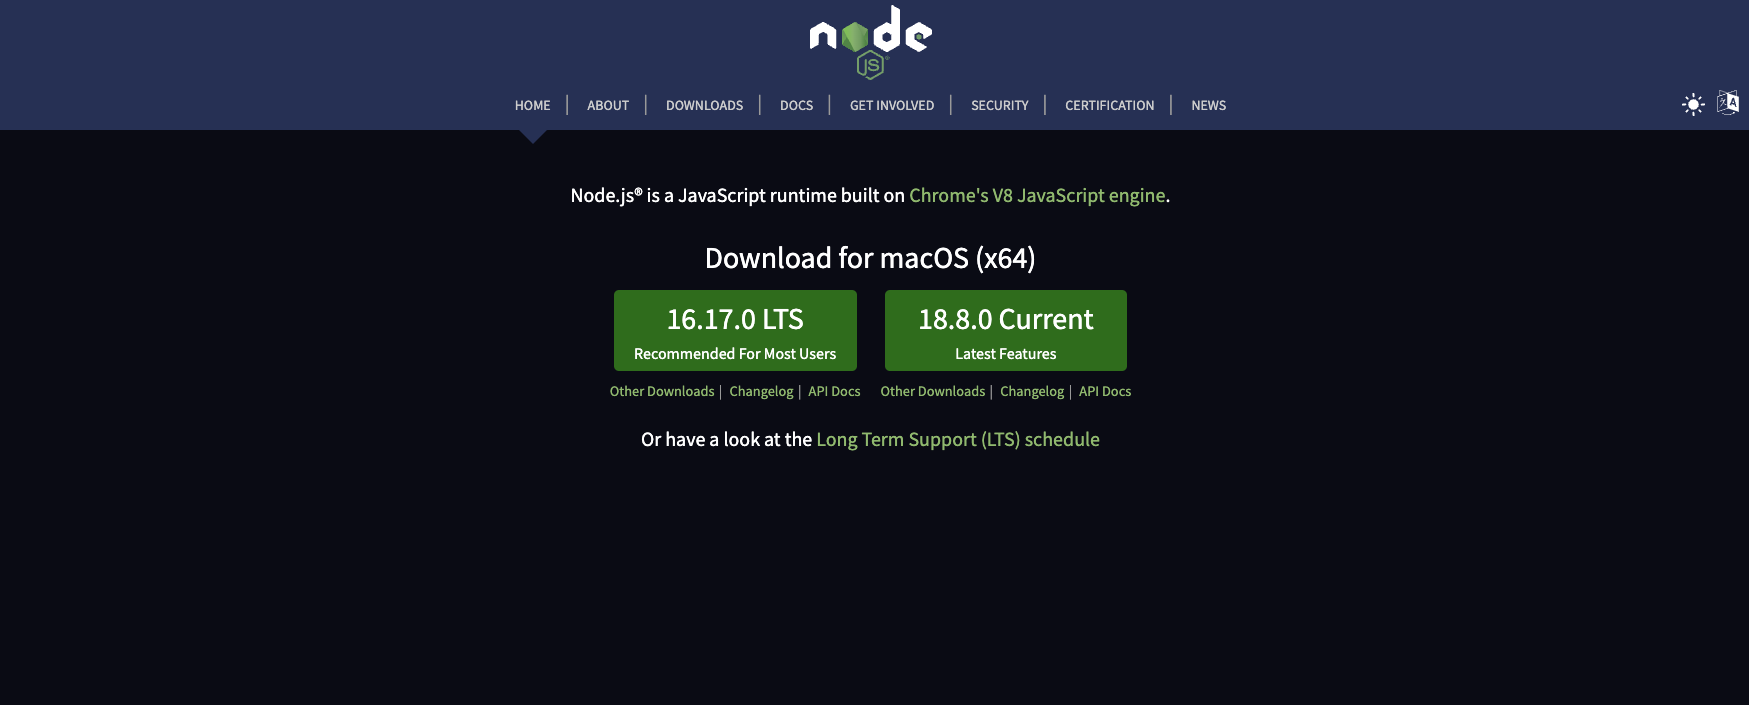 node
JS
HOME | ABOUT | DOWNLOADS | DOCS | GET INVOLVED | SECURITY | CERTIFICATION | NEWS
A
Node.js® is a JavaScript runtime built on Chrome's V8 JavaScript engine.
Download for macOS (x64)
16.17.0 LTS
Recommended For Most Users
18.8.0 Current
Latest Features
Other Downloads | Changelog | API Docs
Other Downloads | Changelog | API Docs
Or have a look at the Long Term Support (LTS) schedule